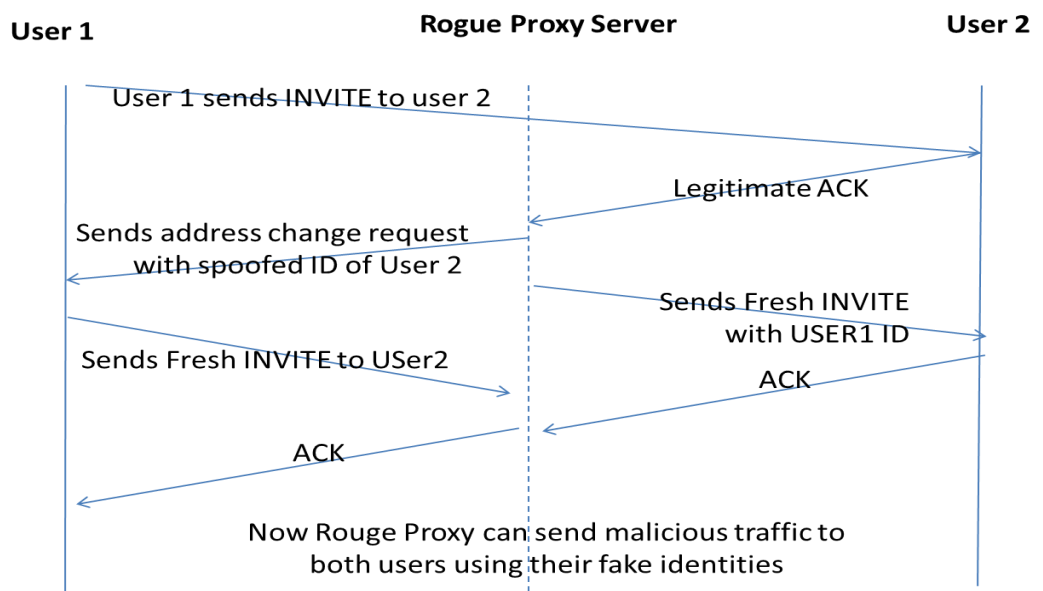 User 1
Rogue Proxy Server
User 2
User 1 sends INVITE to user 2
Legitimate ACK
Sends address change request
with spoofed ID of User 2
Sends Fresh INVITE
with USER1 ID
Sends Fresh INVITE to USer2
ACK
ACK
Now Rouge Proxy can send malicious traffic to
both users using their fake identities